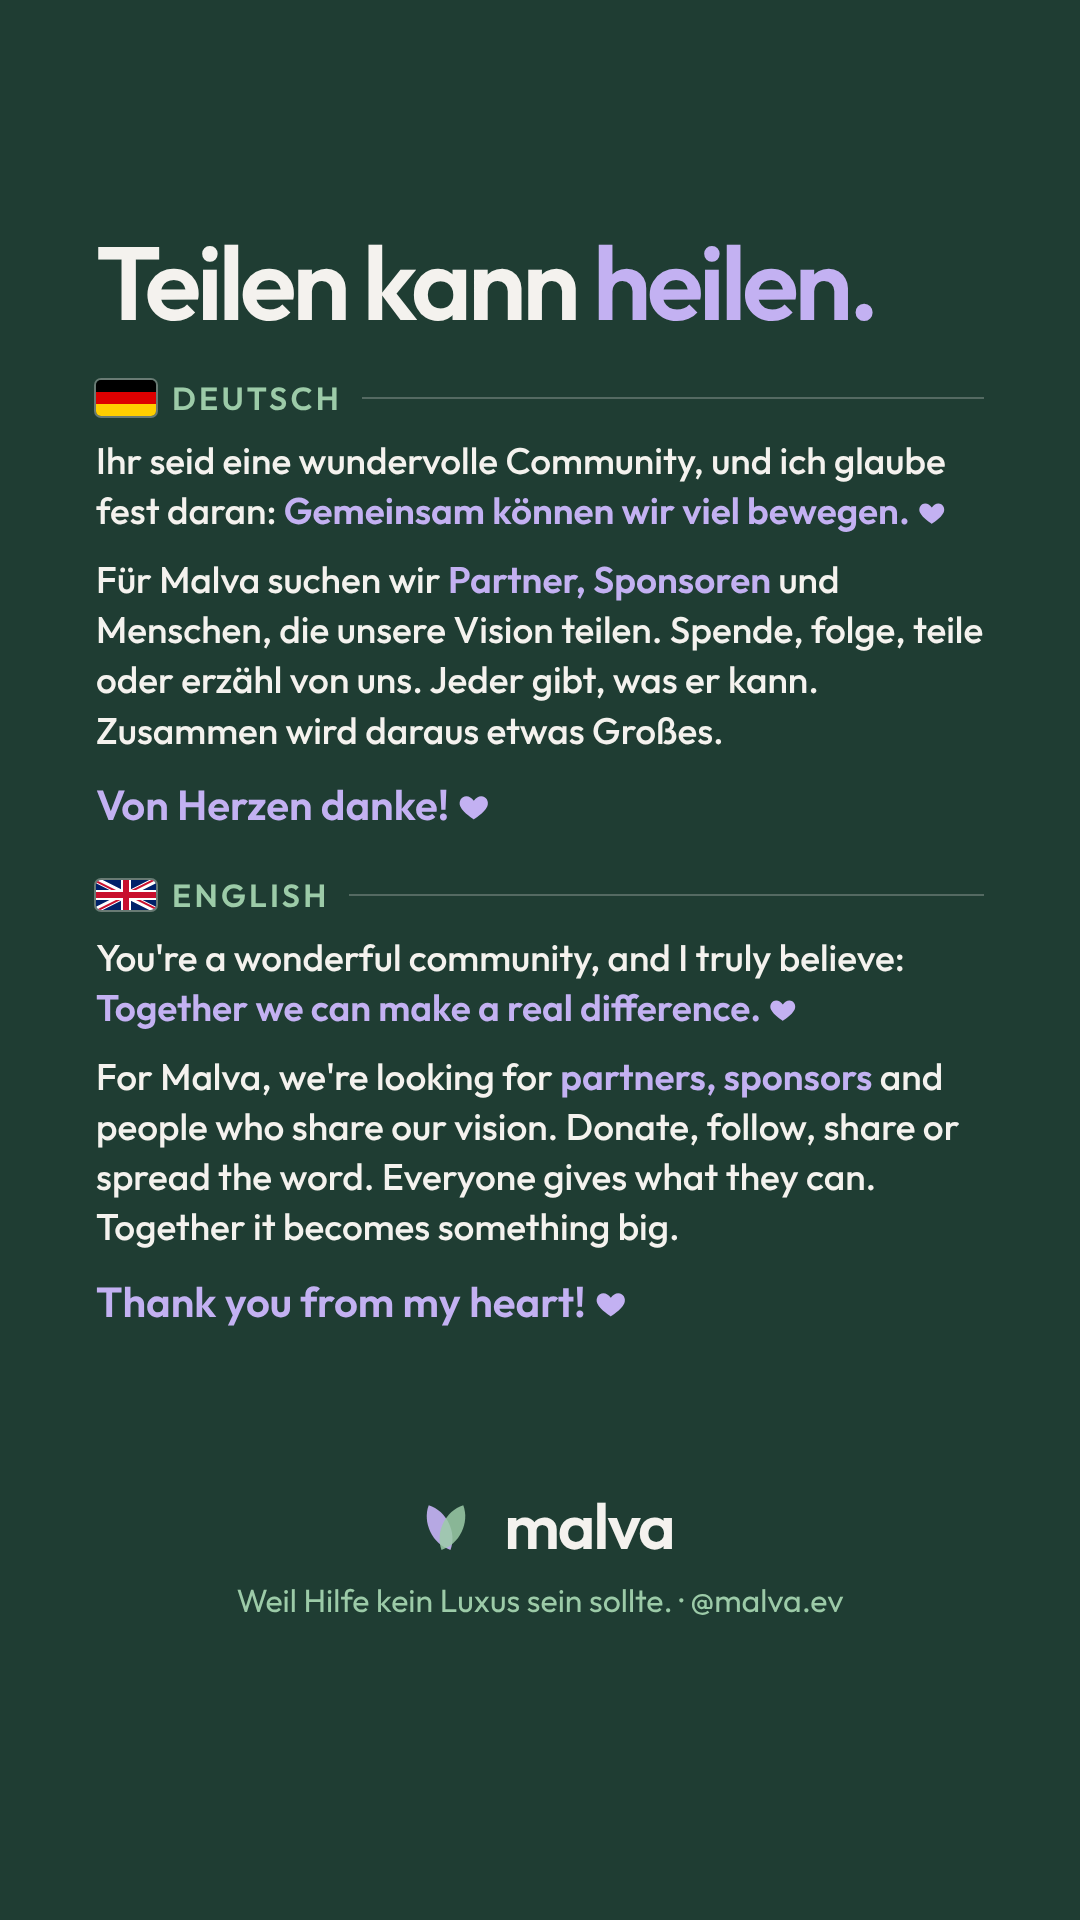 Teilen kann heilen.
DEUTSCH
Ihr seid eine wundervolle Community, und ich glaube
fest daran: Gemeinsam können wir viel bewegen. 💜
Für Malva suchen wir Partner, Sponsoren und
Menschen, die unsere Vision teilen. Spende, folge, teile
oder erzähl von uns. Jeder gibt, was er kann.
Zusammen wird daraus etwas Großes.
Von Herzen danke! 💜
ENGLISH
You're a wonderful community, and I truly believe:
Together we can make a real difference. 💜
For Malva, we're looking for partners, sponsors and
people who share our vision. Donate, follow, share or
spread the word. Everyone gives what they can.
Together it becomes something big.
Thank you from my heart! 💜
malva
Weil Hilfe kein Luxus sein sollte. · @malva.ev